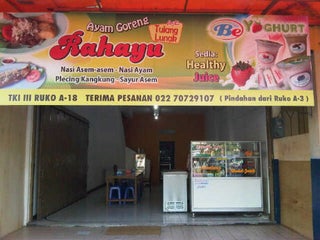 Ayam Goreng
Tulang
Lunak
Rahayu
Nasi Asem-asem - Nasi Ayam
Plecing Kangkung - Sayur Asem
Be YOGHURT
Sedia:
Healthy
Juice
TKI III RUKO A-18 TERIMA PESANAN 022 70729107 ( Pindahan dari Ruko A-3 )